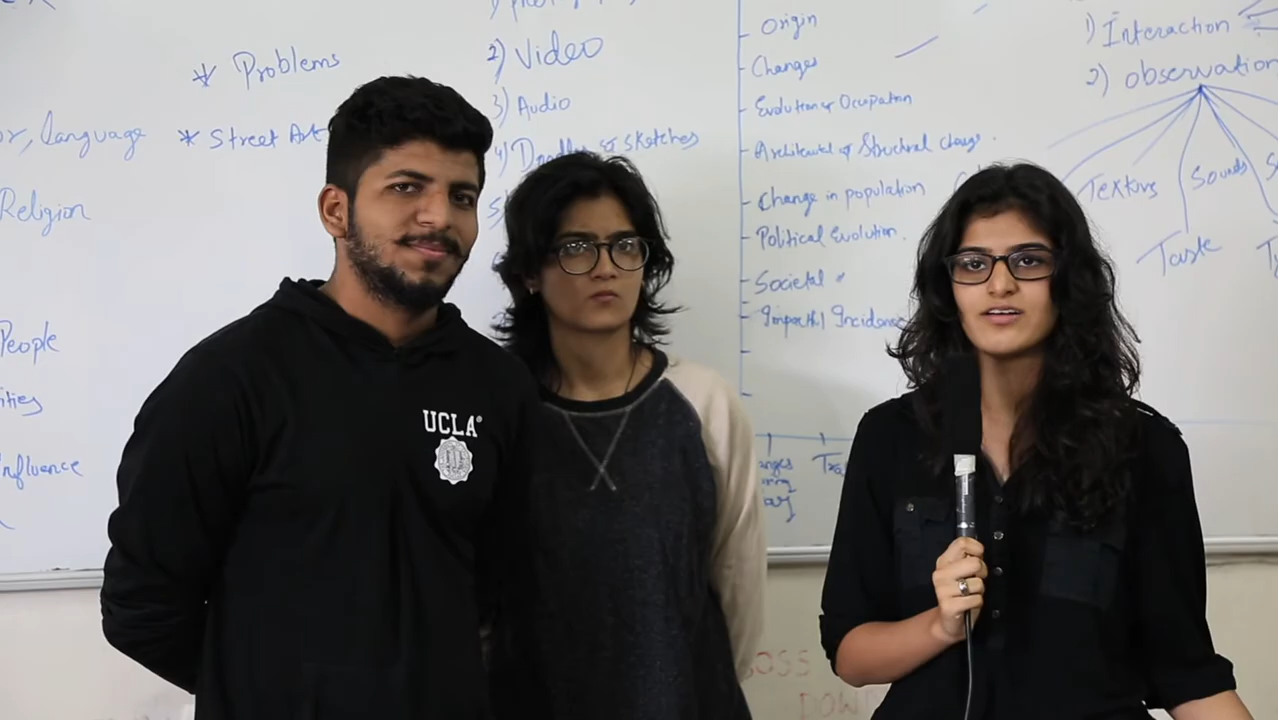 * Problems
language
* Street Art
Religion
People
Influence
2) Video
3) Audio
4) Doodles & Sketches
Origin
Changes
Evolution of Occupation
Architectural & Structural change.
Change in population
Political Evolution.
Societal "
1) Interaction
2) observation
Textures
Sounds
Taste
UCLA
DOWN